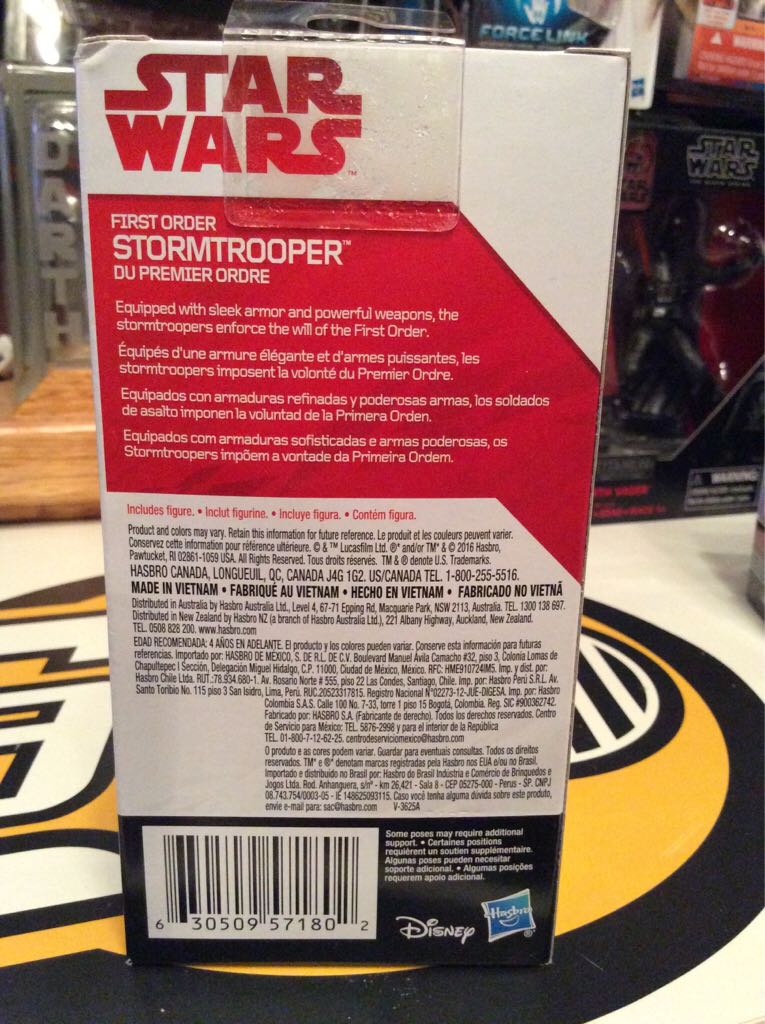 FORCE LINK
WARNING
STAR
WARS
DARTH
STAR
WARS™
FIRST ORDER
STORMTROOPER™
DU PREMIER ORDRE
Equipped with sleek armor and powerful weapons, the
stormtroopers enforce the will of the First Order.
Équipés d'une armure élégante et d'armes puissantes, les
stormtroopers imposent la volonté du Premier Ordre.
Equipados con armaduras refinadas y poderosas armas, los soldados
de asalto imponen la voluntad de la Primera Orden.
Equipados com armaduras sofisticadas e armas poderosas, os
Stormtroopers impõem a vontade da Primeira Ordem.
WARNING
Includes figure. • Inclut figurine. • Incluye figura. • Contém figura.
Product and colors may vary. Retain this information for future reference. Le produit et les couleurs peuvent varier.
Conservez cette information pour référence ultérieure. © & ™ Lucasfilm Ltd. ®* and/or ™* & © 2016 Hasbro,
Pawtucket, RI 02861-1059 USA. All Rights Reserved. Tous droits réservés. TM & ® denote U.S. Trademarks.
HASBRO CANADA, LONGUEUIL, QC, CANADA J4G 1G2. US/CANADA TEL. 1-800-255-5516.
MADE IN VIETNAM • FABRIQUÉ AU VIETNAM • HECHO EN VIETNAM • FABRICADO NO VIETNÃ
Distributed in Australia by Hasbro Australia Ltd., Level 4, 67-71 Epping Rd, Macquarie Park, NSW 2113, Australia. TEL. 1300 138 697.
Distributed in New Zealand by Hasbro NZ (a branch of Hasbro Australia Ltd.), 221 Albany Highway, Auckland, New Zealand.
TEL. 0508 828 200. www.hasbro.com
EDAD RECOMENDADA: 4 AÑOS EN ADELANTE. El producto y los colores pueden variar. Conserve esta información para futuras
referencias. Importado por: HASBRO DE MÉXICO, S. DE R.L. DE C.V. Boulevard Manuel Ávila Camacho #32, piso 3, Colonia Lomas de
Chapultepec I Sección, Delegación Miguel Hidalgo, C.P. 11000, Ciudad de México, México. RFC: HME910724IM5. Imp. y dist. por:
Hasbro Chile Ltda. RUT.:78.934.680-1. Av. Rosario Norte # 555, piso 22 Las Condes, Santiago, Chile. Imp. por: Hasbro Perú S.R.L. Av.
Santo Toribio No. 115 piso 3 San Isidro, Lima, Perú. RUC.20523317815. Registro Nacional N°02273-12-JUE-DIGESA. Imp. por: Hasbro
Colombia S.A.S. Calle 100 No. 7-33, torre 1 piso 15 Bogotá, Colombia. Reg. SIC #900362742.
Fabricado por: HASBRO S.A. (Fabricante de derecho). Todos los derechos reservados. Centro
de Servicio para México: TEL. 5876-2998 y para el interior de la República
TEL. 01-800-7-12-62-25. centrodeserviciomexico@hasbro.com
O produto e as cores podem variar. Guardar para eventuais consultas. Todos os direitos
reservados. TM* e ®* denotam marcas registradas pela Hasbro nos EUA e/ou no Brasil.
Importado e distribuído no Brasil por: Hasbro do Brasil Indústria e Comércio de Brinquedos e
Jogos Ltda. Rod. Anhanguera, s/n° - km 26,421 - Sala 8 - CEP 05275-000 - Perus - SP. CNPJ
08.743.754/0003-05 - IE 148625093115. Caso você tenha alguma dúvida sobre este produto,
envie e-mail para: sac@hasbro.com V-3625A
Some poses may require additional
support. • Certaines positions
requièrent un soutien supplémentaire.
Algunas poses pueden necesitar
soporte adicional. • Algumas posições
requerem apoio adicional.
6 30509 57180 2
Disney
Hasbro®